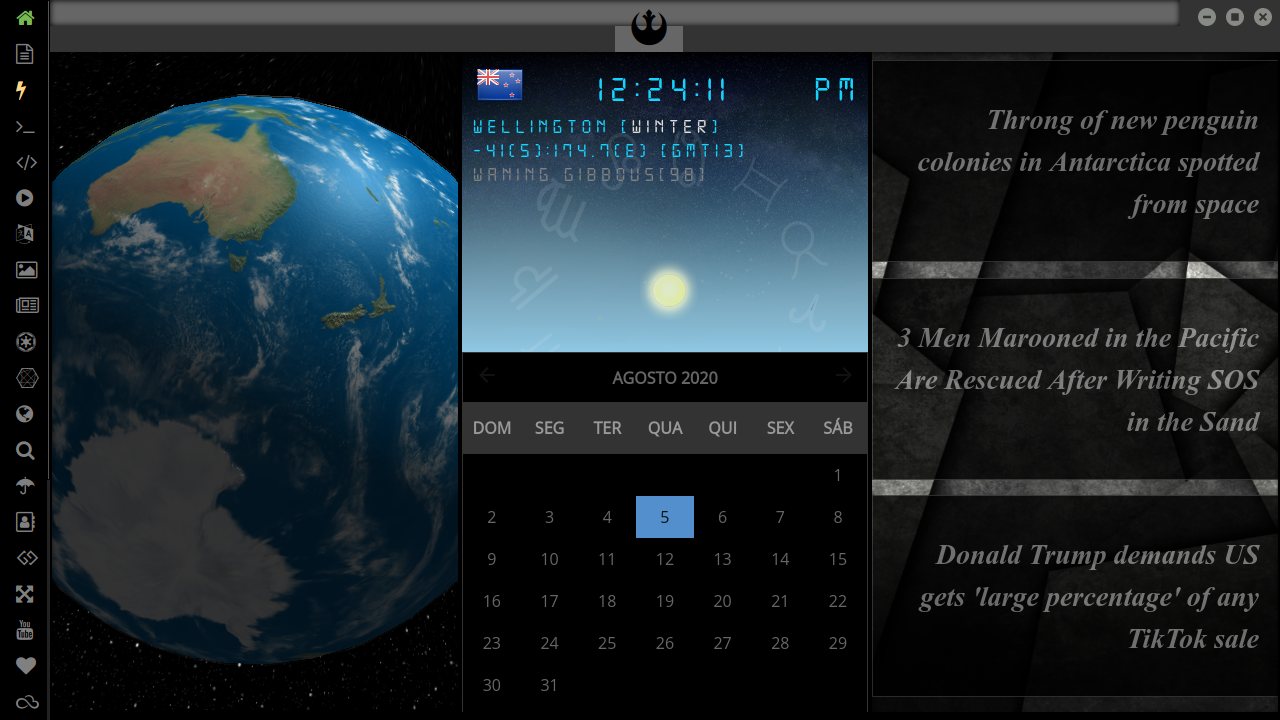 12:24:11 PM
WELLINGTON [WINTER]
-41(S):174.7(E) [GMT13]
WANING GIBBOUS[98]
AGOSTO 2020
DOM SEG TER QUA QUI SEX SÁB
1
2 3 4 5 6 7 8
9 10 11 12 13 14 15
16 17 18 19 20 21 22
23 24 25 26 27 28 29
30 31
Throng of new penguin
colonies in Antarctica spotted
from space
3 Men Marooned in the Pacific
Are Rescued After Writing SOS
in the Sand
Donald Trump demands US
gets 'large percentage' of any
TikTok sale
You
Tube